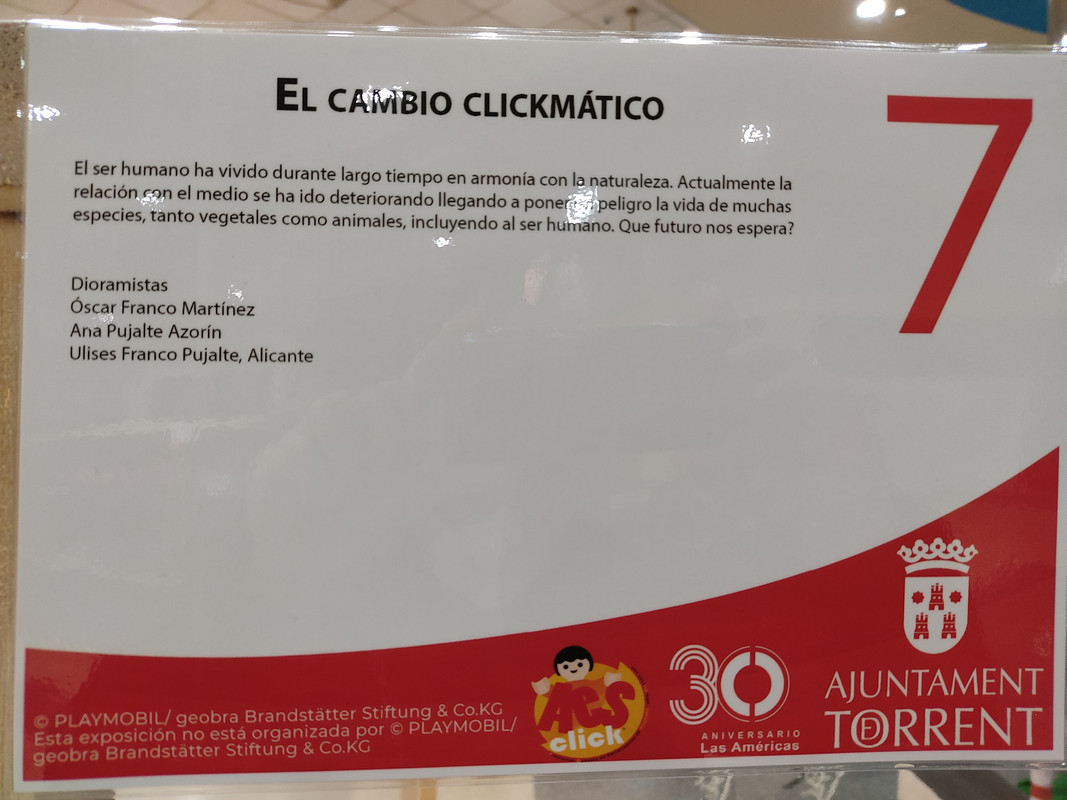 EL CAMBIO CLICKMÁTICO
7
El ser humano ha vivido durante largo tiempo en armonía con la naturaleza. Actualmente la
relación con el medio se ha ido deteriorando llegando a poner peligro la vida de muchas
especies, tanto vegetales como animales, incluyendo al ser humano. Que futuro nos espera?
Dioramistas
Óscar Franco Martínez
Ana Pujalte Azorín
Ulises Franco Pujalte, Alicante
© PLAYMOBIL/ geobra Brandstätter Stiftung & Co.KG
Esta exposición no está organizada por © PLAYMOBIL/
geobra Brandstätter Stiftung & Co.KG
click
30
ANIVERSARIO
Las Américas
AJUNTAMENT
DE TORRENT